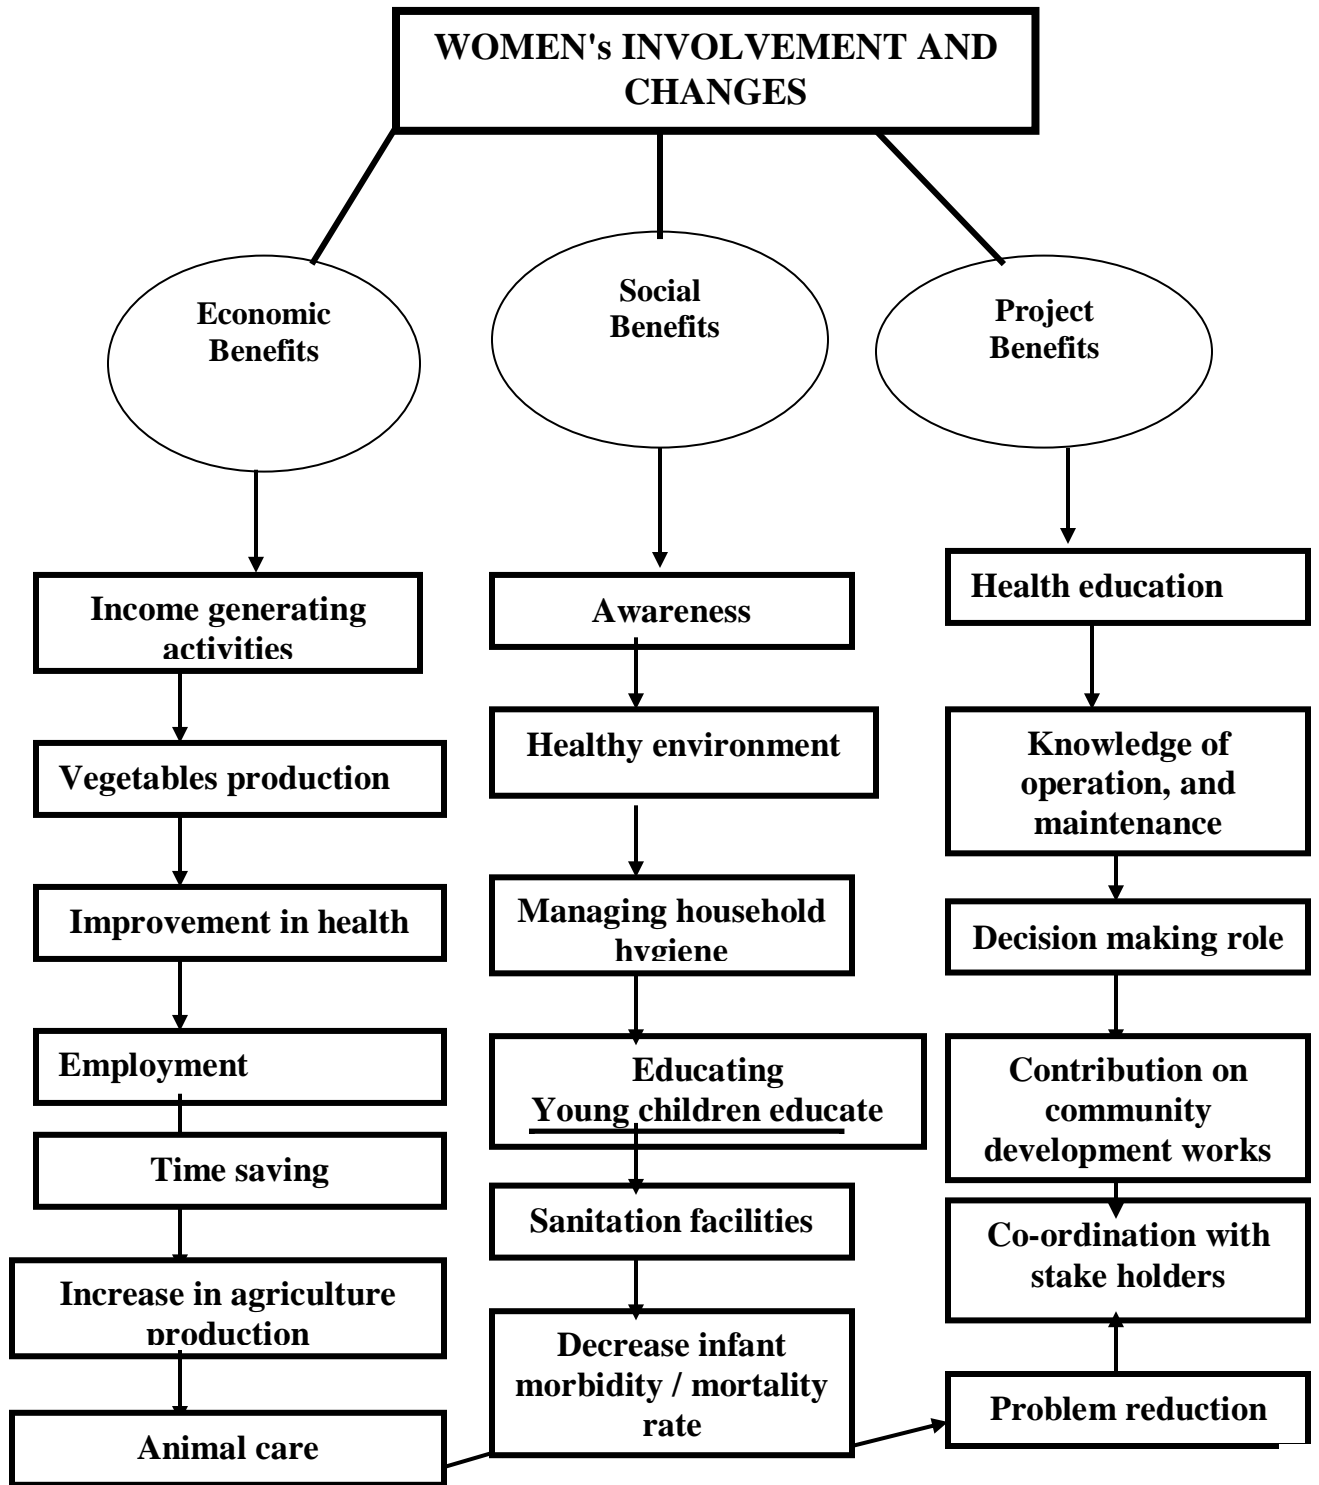 WOMEN's INVOLVEMENT AND
CHANGES
Economic
Benefits
Social
Benefits
Project
Benefits
Income generating
activities
Vegetables production
Improvement in health
Employment
Time saving
Increase in agriculture
production
Animal care
Awareness
Healthy environment
Managing household
hygiene
Educating
Young children educate
Sanitation facilities
Decrease infant
morbidity / mortality
rate
Health education
Knowledge of
operation, and
maintenance
Decision making role
Contribution on
community
development works
Co-ordination with
stake holders
Problem reduction